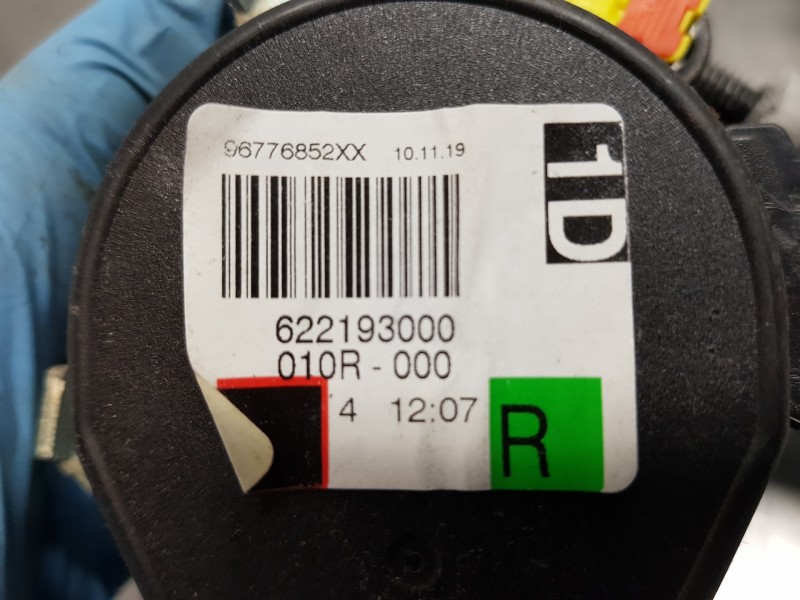 96776852XX 10.11.19
1D
622193000
010R - 000
4 12:07
R